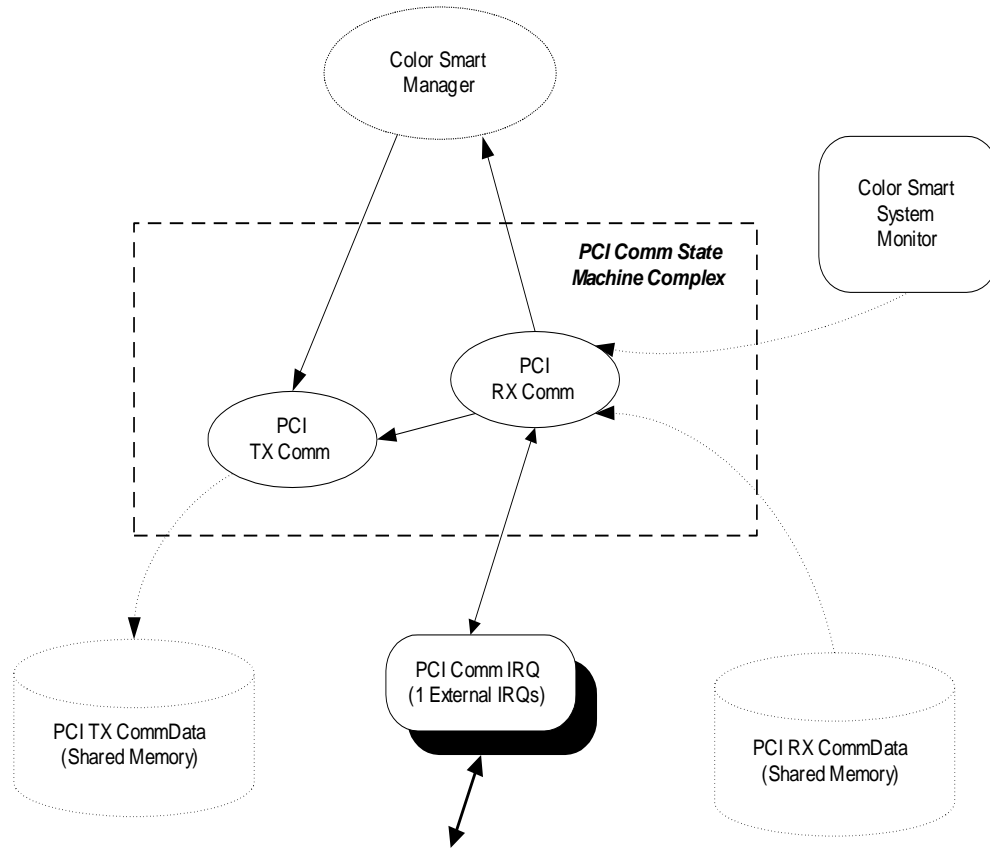 Color Smart
Manager
Color Smart
System
Monitor
PCI Comm State
Machine Complex
PCI
RX Comm
PCI
TX Comm
PCI Comm IRQ
(1 External IRQs)
PCI TX CommData
(Shared Memory)
PCI RX CommData
(Shared Memory)